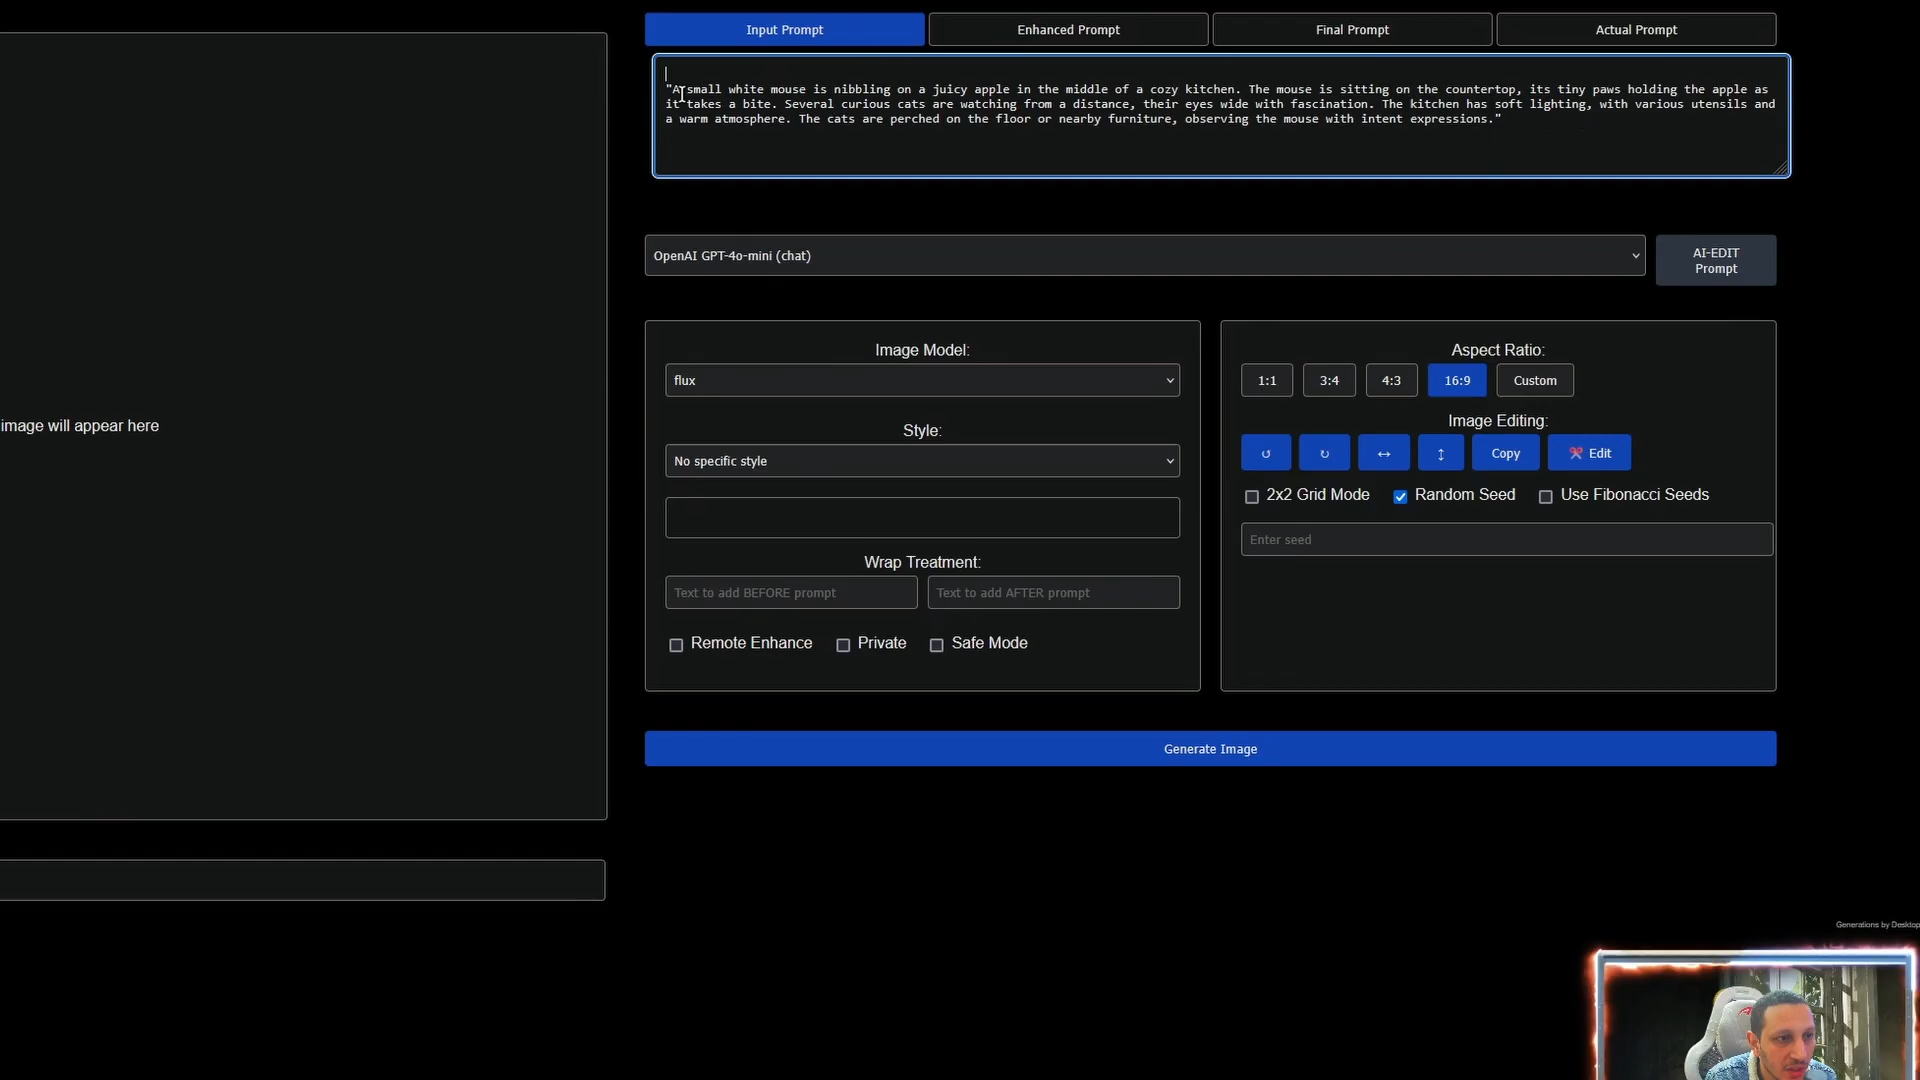 Input Prompt
Enhanced Prompt
Final Prompt
Actual Prompt
"A small white mouse is nibbling on a juicy apple in the middle of a cozy kitchen. The mouse is sitting on the countertop, its tiny paws holding the apple as
it takes a bite. Several curious cats are watching from a distance, their eyes wide with fascination. The kitchen has soft lighting, with various utensils and
a warm atmosphere. The cats are perched on the floor or nearby furniture, observing the mouse with intent expressions."
OpenAI GPT-4o-mini (chat)
AI-EDIT
Prompt
image will appear here
Image Model:
flux
Style:
No specific style
Wrap Treatment:
Text to add BEFORE prompt
Text to add AFTER prompt
Remote Enhance
Private
Safe Mode
Aspect Ratio:
1:1
3:4
4:3
16:9
Custom
Image Editing:
↺
↻
↔
↕
Copy
Edit
2x2 Grid Mode
Random Seed
Use Fibonacci Seeds
Enter seed
Generate Image
Generations by Desktop